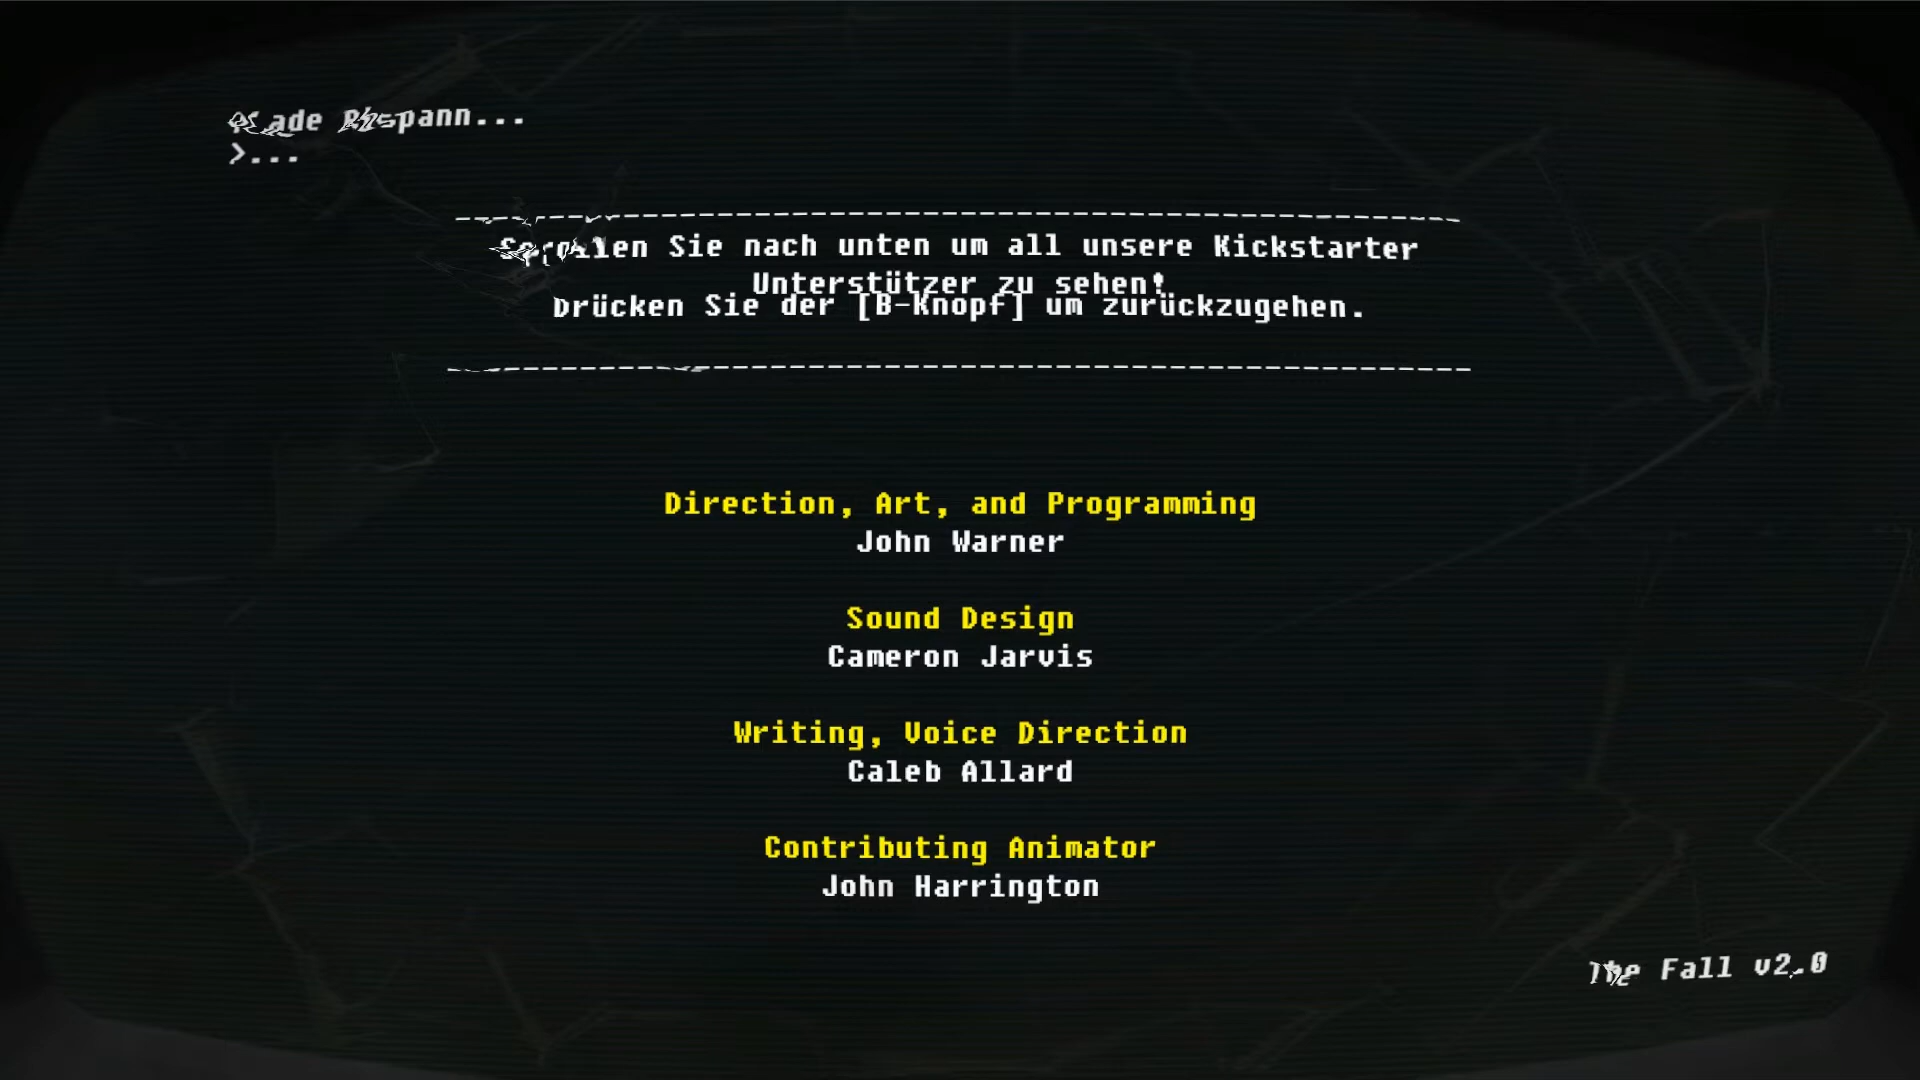 Lade Abspann...
>...
Scrollen Sie nach unten um all unsere Kickstarter
Unterstützer zu sehen!
Drücken Sie der [B-Knopf] um zurückzugehen.
Direction, Art, and Programming
John Warner
Sound Design
Cameron Jarvis
Writing, Voice Direction
Caleb Allard
Contributing Animator
John Harrington
The Fall v2.0